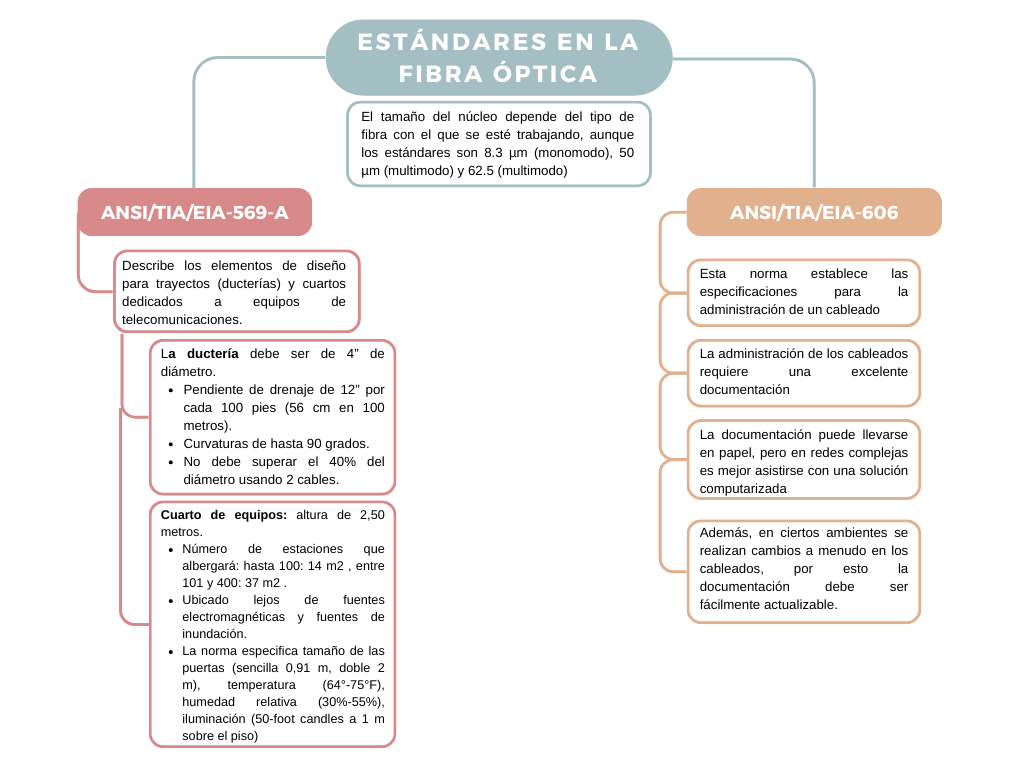 ESTÁNDARES EN LA
FIBRA ÓPTICA
El tamaño del núcleo depende del tipo de
fibra con el que se esté trabajando, aunque
los estándares son 8.3 µm (monomodo), 50
µm (multimodo) y 62.5 (multimodo)
ANSI/TIA/EIA-569-A
Describe los elementos de diseño
para trayectos (ducterías) y cuartos
dedicados a equipos de
telecomunicaciones.
La ductería debe ser de 4” de
diámetro.
• Pendiente de drenaje de 12” por
cada 100 pies (56 cm en 100
metros).
• Curvaturas de hasta 90 grados.
• No debe superar el 40% del
diámetro usando 2 cables.
Cuarto de equipos: altura de 2,50
metros.
• Número de estaciones que
albergará: hasta 100: 14 m2 , entre
101 y 400: 37 m2 .
• Ubicado lejos de fuentes
electromagnéticas y fuentes de
inundación.
• La norma especifica tamaño de las
puertas (sencilla 0,91 m, doble 2
m), temperatura (64°-75°F),
humedad relativa (30%-55%),
iluminación (50-foot candles a 1 m
sobre el piso)
ANSI/TIA/EIA-606
Esta norma establece las
especificaciones para la
administración de un cableado
La administración de los cableados
requiere una excelente
documentación
La documentación puede llevarse
en papel, pero en redes complejas
es mejor asistirse con una solución
computarizada
Además, en ciertos ambientes se
realizan cambios a menudo en los
cableados, por esto la
documentación debe ser
fácilmente actualizable.